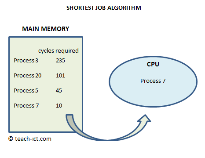 SHORTEST JOB ALGORITHM
MAIN MEMORY
cycles required
Process 3 235
Process 20 101
Process 5 45
Process 7 10
CPU
Process 7
© teach-ict.com